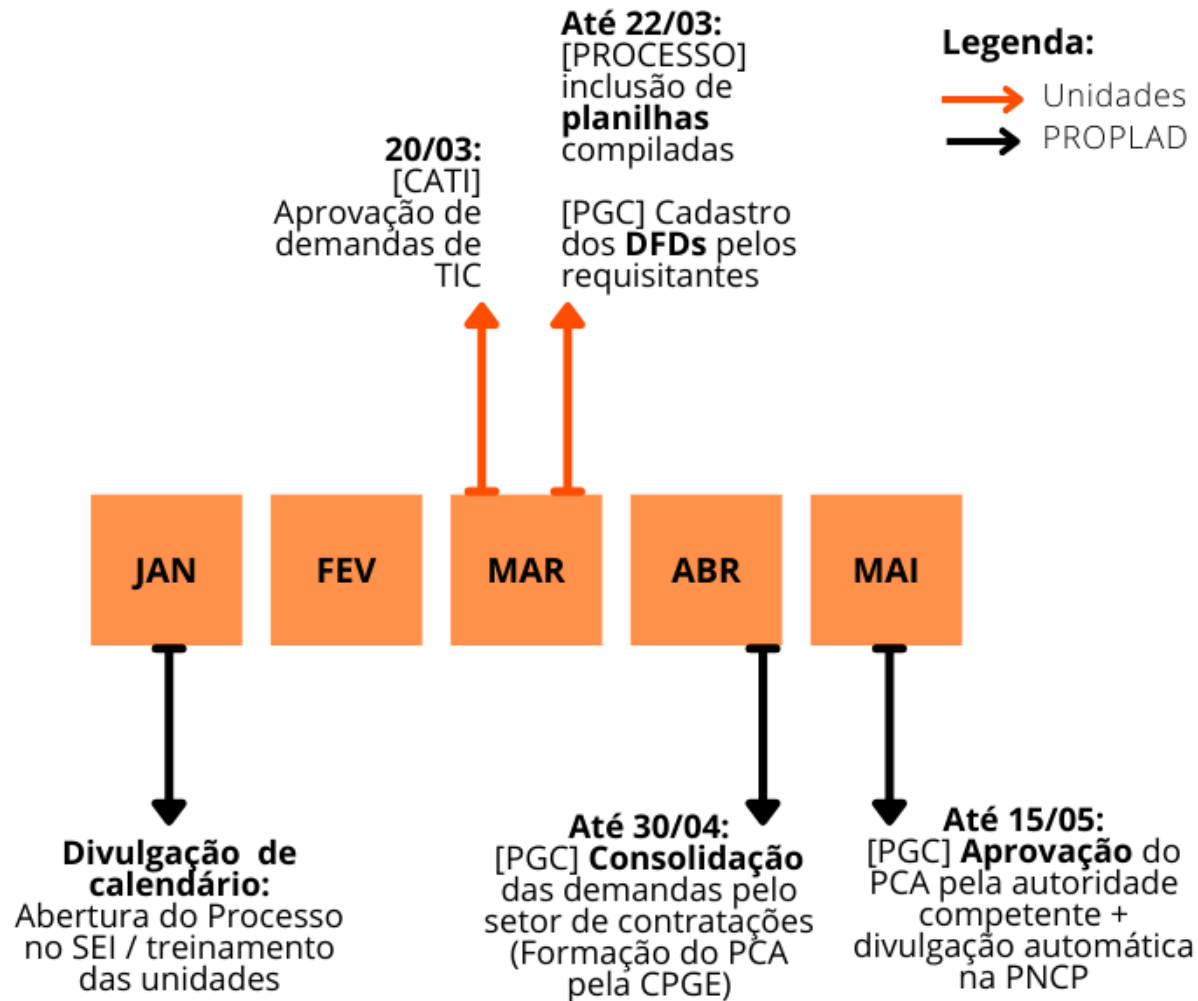 Até 22/03:
[PROCESSO]
inclusão de
planilhas
compiladas
[PGC] Cadastro
dos DFDs pelos
requisitantes
Legenda:
Unidades
PROPLAD
20/03:
[CATI]
Aprovação de
demandas de
TIC
JAN
FEV
MAR
ABR
MAI
Divulgação de
calendário:
Abertura do Processo
no SEI / treinamento
das unidades
Até 30/04:
[PGC] Consolidação
das demandas pelo
setor de contratações
(Formação do PCA
pela CPGE)
Até 15/05:
[PGC] Aprovação do
PCA pela autoridade
competente +
divulgação automática
na PNCP